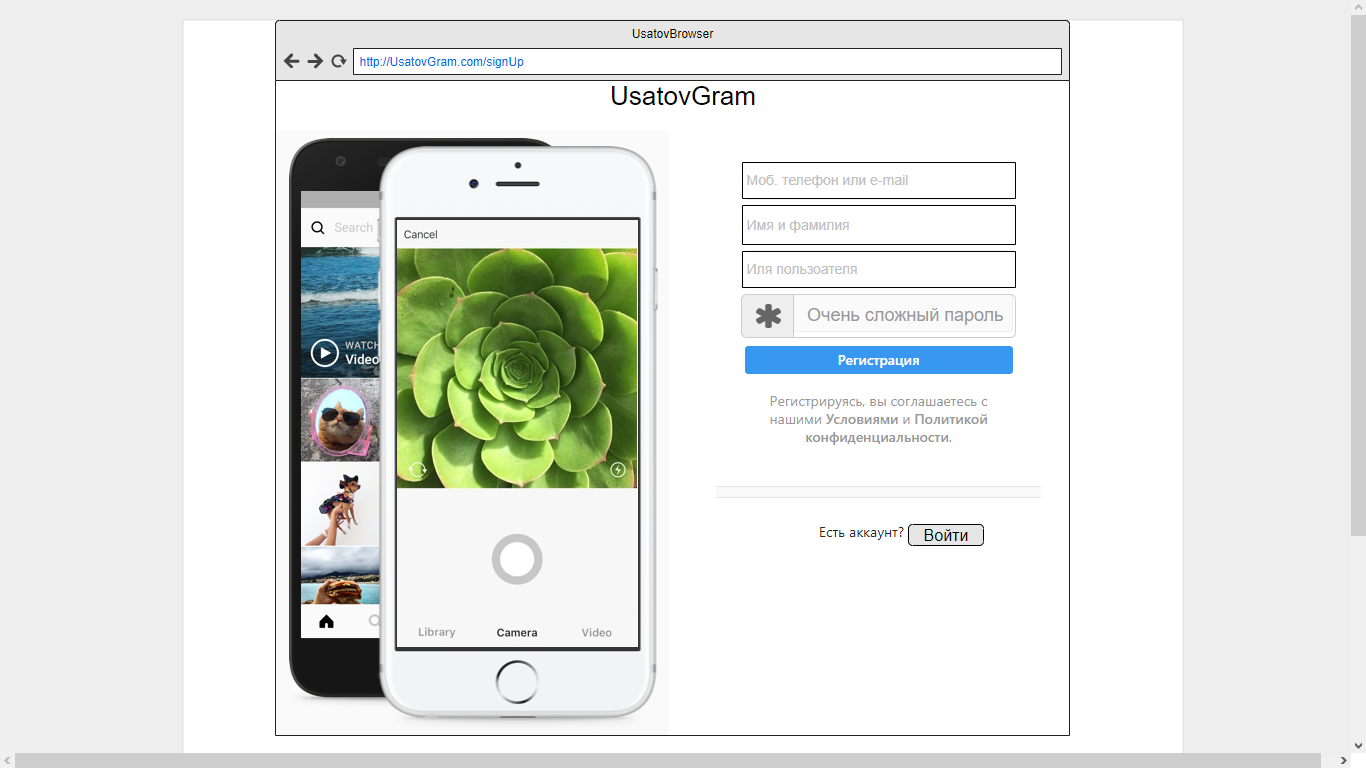 UsatovBrowser
http://UsatovGram.com/signUp
UsatovGram
Search
WATCH
Video
Cancel
Library Camera Video
Моб. телефон или e-mail
Имя и фамилия
Иля пользоателя
Очень сложный пароль
Регистрация
Регистрируясь, вы соглашаетесь с
нашими Условиями и Политикой
конфиденциальности.
Есть аккаунт? Войти